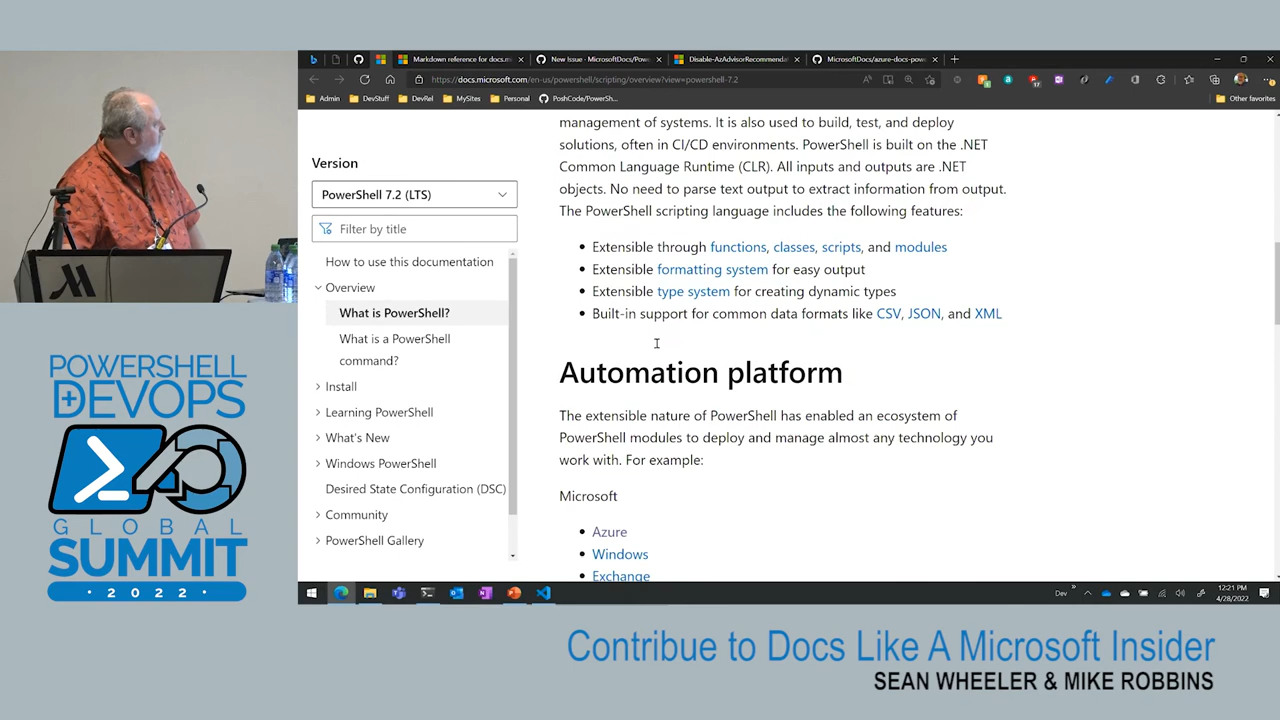 Markdown reference for docs.m
New Issue · MicrosoftDocs/Pow
Disable-AzAdvisorRecommenda
MicrosoftDocs/azure-docs-pow
https://docs.microsoft.com/en-us/powershell/scripting/overview?view=powershell-7.2
Admin
DevStuff
DevRel
MySites
Personal
PoshCode/PowerSh...
Other favorites
Version
PowerShell 7.2 (LTS)
Filter by title
How to use this documentation
Overview
What is PowerShell?
What is a PowerShell
command?
Install
Learning PowerShell
What's New
Windows PowerShell
Desired State Configuration (DSC)
Community
PowerShell Gallery
management of systems. It is also used to build, test, and deploy
solutions, often in CI/CD environments. PowerShell is built on the .NET
Common Language Runtime (CLR). All inputs and outputs are .NET
objects. No need to parse text output to extract information from output.
The PowerShell scripting language includes the following features:
• Extensible through functions, classes, scripts, and modules
• Extensible formatting system for easy output
• Extensible type system for creating dynamic types
• Built-in support for common data formats like CSV, JSON, and XML
Automation platform
The extensible nature of PowerShell has enabled an ecosystem of
PowerShell modules to deploy and manage almost any technology you
work with. For example:
Microsoft
• Azure
• Windows
• Exchange
Dev
12:21 PM
4/28/2022
POWERSHELL
+ DEVOPS
GLOBAL
SUMMIT
· 2022 ·
Contribue to Docs Like A Microsoft Insider
SEAN WHEELER & MIKE ROBBINS